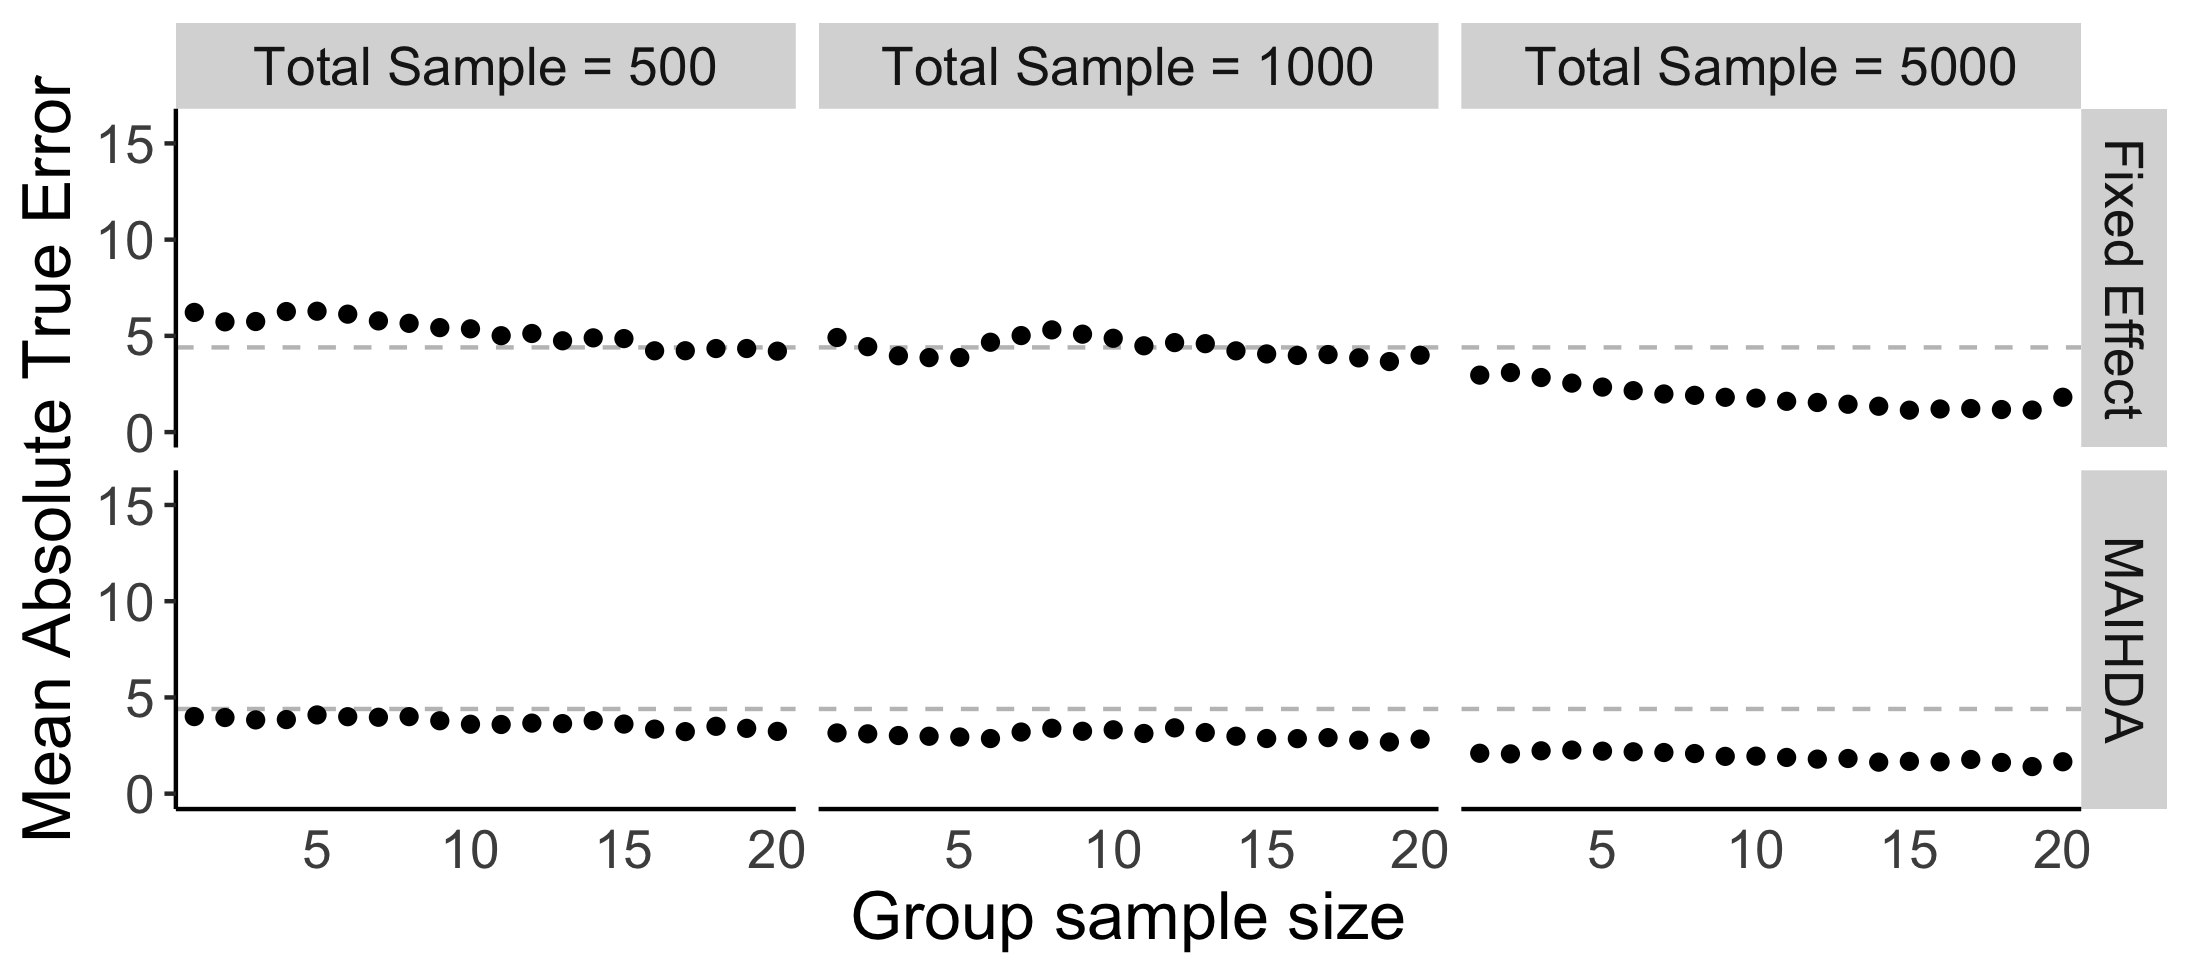 Total Sample = 500
Total Sample = 1000
Total Sample = 5000
Mean Absolute True Error
15
10
5
0
Fixed Effect
15
10
5
0
MAIHDA
5 10 15 20
5 10 15 20
5 10 15 20
Group sample size